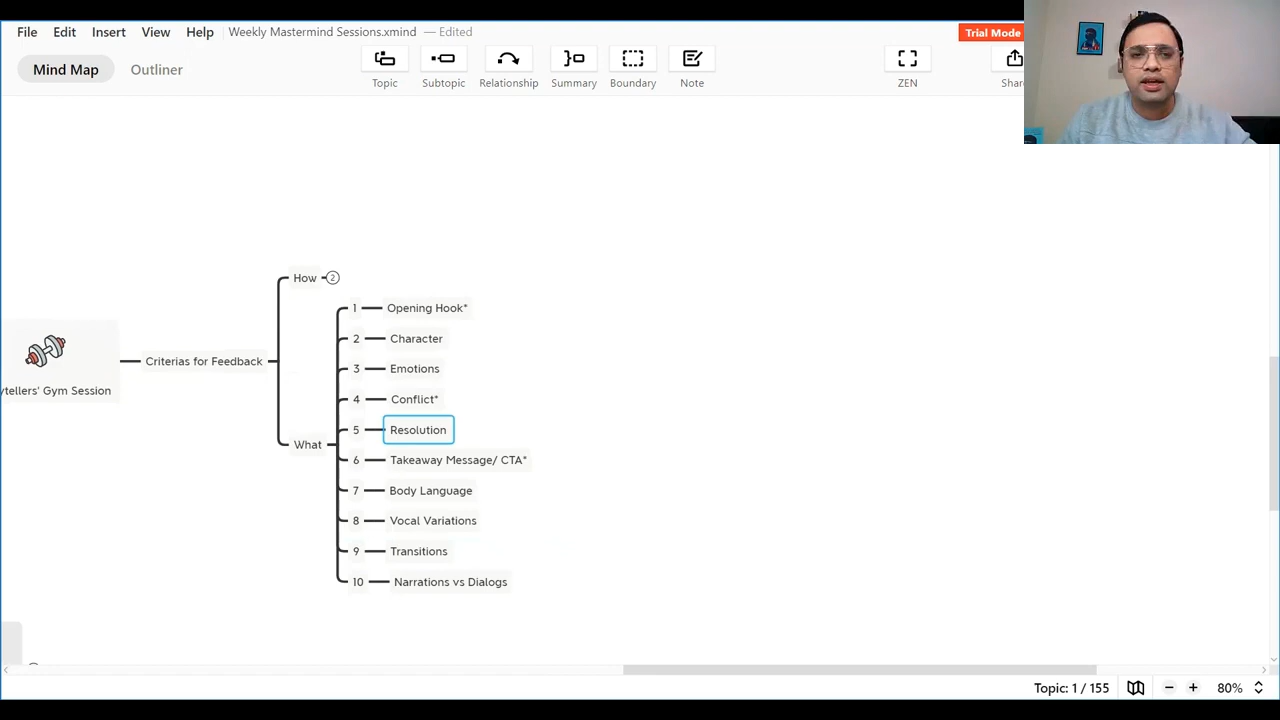 File Edit Insert View Help Weekly Mastermind Sessions.xmind — Edited
Trial Mode
Mind Map Outliner
Topic Subtopic Relationship Summary Boundary Note ZEN Shar
How 2
1 Opening Hook*
2 Character
3 Emotions
Criterias for Feedback
ytellers' Gym Session
4 Conflict*
5 Resolution
What
6 Takeaway Message/ CTA*
7 Body Language
8 Vocal Variations
9 Transitions
10 Narrations vs Dialogs
Topic: 1 / 155 80%